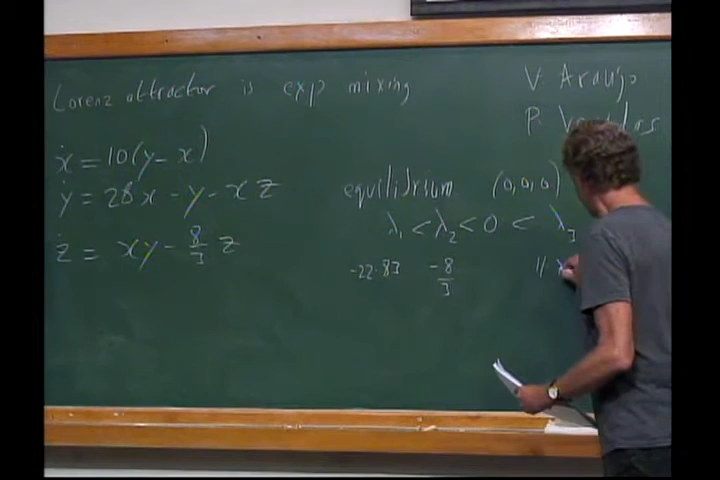 Lorenz attractor is exp mixing
V. Araújo
P.
ẋ = 10(y - x)
ẏ = 28x - y - xz
ż = xy - 8/3 z
equilibrium (0,0,0)
λ₁ < λ₂ < 0 < λ₃
-22.83 -8/3 11.